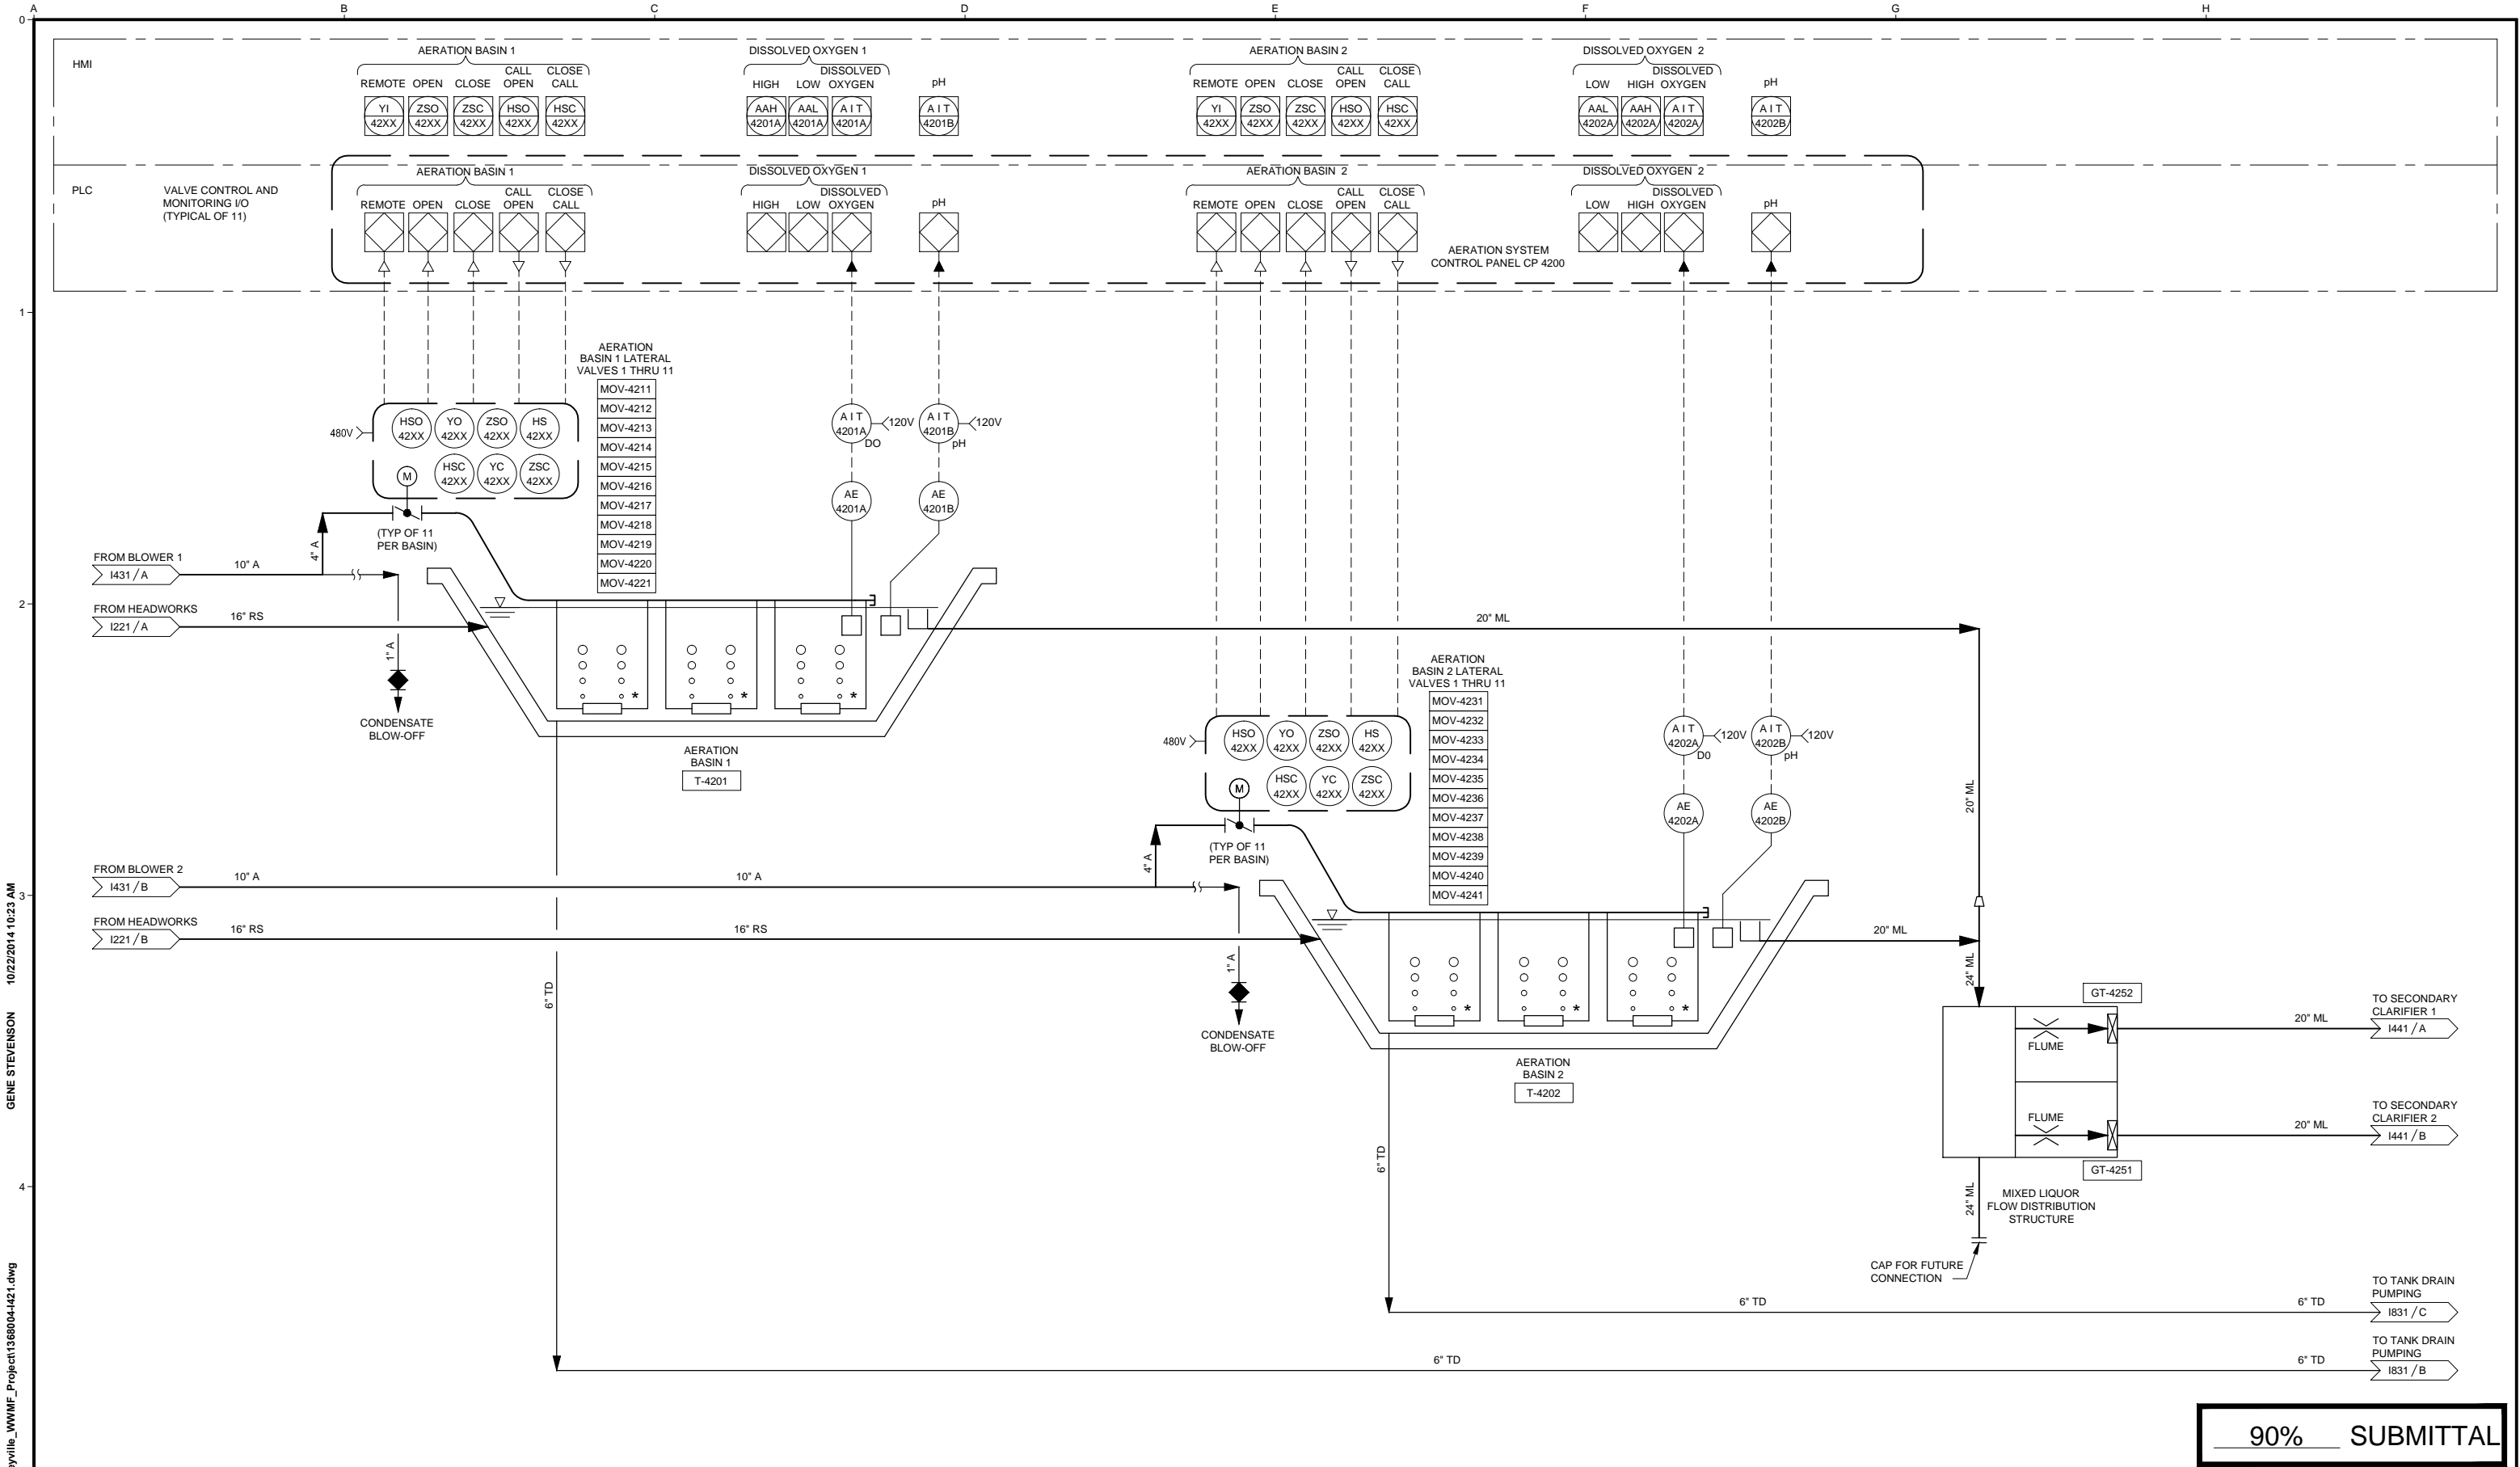 A B C D E F G H
0
1
2
3
4
HMI
AERATION BASIN 1
REMOTE OPEN CLOSE CALL OPEN CLOSE CALL
YI 42XX
ZSO 42XX
ZSC 42XX
HSO 42XX
HSC 42XX
DISSOLVED OXYGEN 1
HIGH LOW DISSOLVED OXYGEN
AAH 4201A
AAL 4201A
A I T 4201A
pH
A I T 4201B
AERATION BASIN 2
REMOTE OPEN CLOSE CALL OPEN CLOSE CALL
YI 42XX
ZSO 42XX
ZSC 42XX
HSO 42XX
HSC 42XX
DISSOLVED OXYGEN 2
LOW HIGH DISSOLVED OXYGEN
AAL 4202A
AAH 4202A
A I T 4202A
pH
A I T 4202B
PLC
VALVE CONTROL AND
MONITORING I/O
(TYPICAL OF 11)
AERATION BASIN 1
REMOTE OPEN CLOSE CALL OPEN CLOSE CALL
DISSOLVED OXYGEN 1
HIGH LOW DISSOLVED OXYGEN
pH
AERATION BASIN 2
REMOTE OPEN CLOSE CALL OPEN CLOSE CALL
DISSOLVED OXYGEN 2
LOW HIGH DISSOLVED OXYGEN
pH
AERATION SYSTEM
CONTROL PANEL CP 4200
AERATION
BASIN 1 LATERAL
VALVES 1 THRU 11
MOV-4211
MOV-4212
MOV-4213
MOV-4214
MOV-4215
MOV-4216
MOV-4217
MOV-4218
MOV-4219
MOV-4220
MOV-4221
480V
HSO 42XX
YO 42XX
ZSO 42XX
HS 42XX
M
HSC 42XX
YC 42XX
ZSC 42XX
(TYP OF 11
PER BASIN)
A I T 4201A
120V
DO
A I T 4201B
120V
pH
AE 4201A
AE 4201B
FROM BLOWER 1
I431 / A
10" A
4" A
FROM HEADWORKS
I221 / A
16" RS
1" A
CONDENSATE
BLOW-OFF
* * *
AERATION
BASIN 1
T-4201
20" ML
20" ML
AERATION
BASIN 2 LATERAL
VALVES 1 THRU 11
MOV-4231
MOV-4232
MOV-4233
MOV-4234
MOV-4235
MOV-4236
MOV-4237
MOV-4238
MOV-4239
MOV-4240
MOV-4241
480V
HSO 42XX
YO 42XX
ZSO 42XX
HS 42XX
M
HSC 42XX
YC 42XX
ZSC 42XX
(TYP OF 11
PER BASIN)
A I T 4202A
120V
D0
A I T 4202B
120V
pH
AE 4202A
AE 4202B
FROM BLOWER 2
I431 / B
10" A
10" A
4" A
FROM HEADWORKS
I221 / B
16" RS
16" RS
1" A
CONDENSATE
BLOW-OFF
* * *
AERATION
BASIN 2
T-4202
20" ML
24" ML
GT-4252
FLUME
20" ML
TO SECONDARY
CLARIFIER 1
I441 / A
FLUME
20" ML
TO SECONDARY
CLARIFIER 2
I441 / B
GT-4251
24" ML
MIXED LIQUOR
FLOW DISTRIBUTION
STRUCTURE
CAP FOR FUTURE
CONNECTION
6" TD
6" TD
6" TD
6" TD
TO TANK DRAIN
PUMPING
I831 / C
6" TD
6" TD
TO TANK DRAIN
PUMPING
I831 / B
90% SUBMITTAL
GENE STEVENSON 10/22/2014 10:23 AM
eyville_WWMF_Project\1368004-I421.dwg